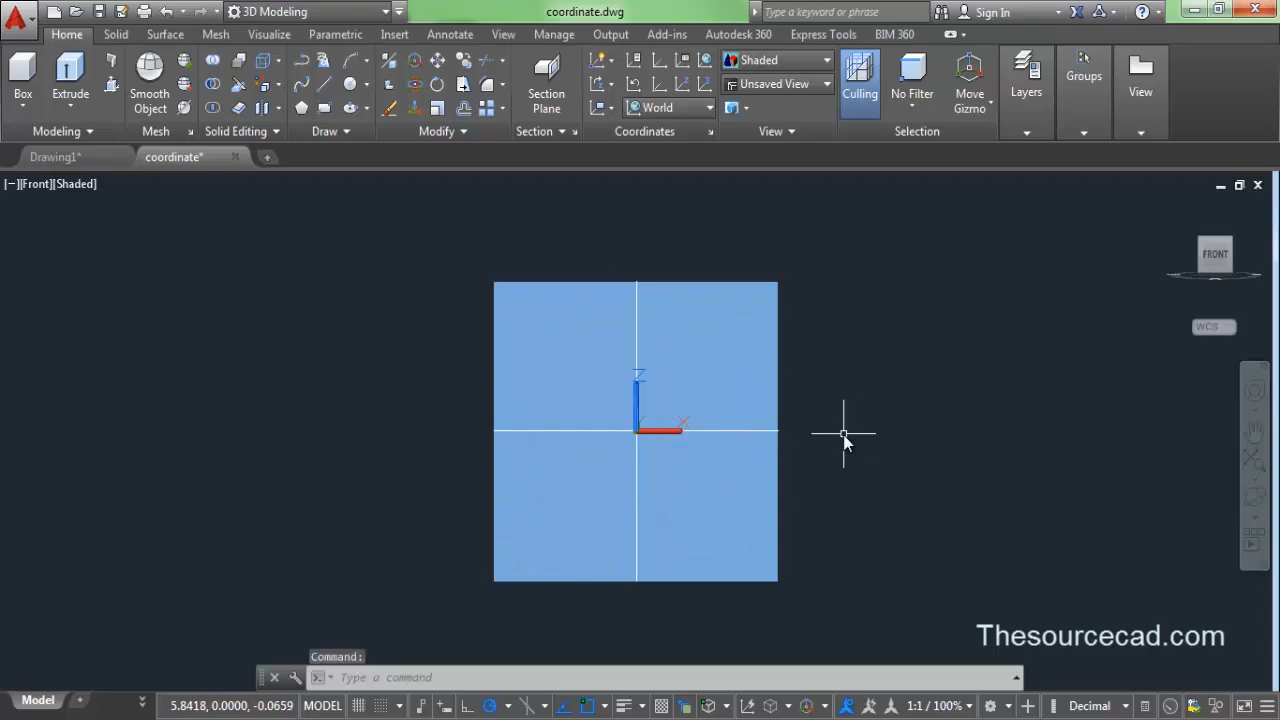 3D Modeling
coordinate.dwg
Type a keyword or phrase
Sign In
Home Solid Surface Mesh Visualize Parametric Insert Annotate View Manage Output Add-ins Autodesk 360 Express Tools BIM 360
Box
Extrude
Smooth
Object
Section
Plane
World
Shaded
Unsaved View
Culling
No Filter
Move
Gizmo
Layers
Groups
View
Modeling Mesh Solid Editing Draw Modify Section Coordinates View Selection
Drawing1* coordinate*
[−][Front][Shaded]
FRONT
WCS
Z
X
Thesourcecad.com
Command:
Type a command
Model
5.8418, 0.0000, -0.0659 MODEL 1:1 / 100% Decimal